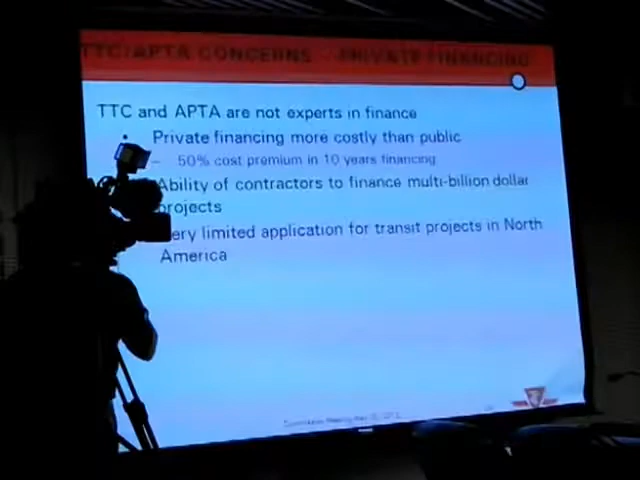 TTC/APTA CONCERNS - PRIVATE FINANCING
TTC and APTA are not experts in finance
• Private financing more costly than public
– 50% cost premium in 10 years financing
Ability of contractors to finance multi-billion dollar
projects
ery limited application for transit projects in North
America